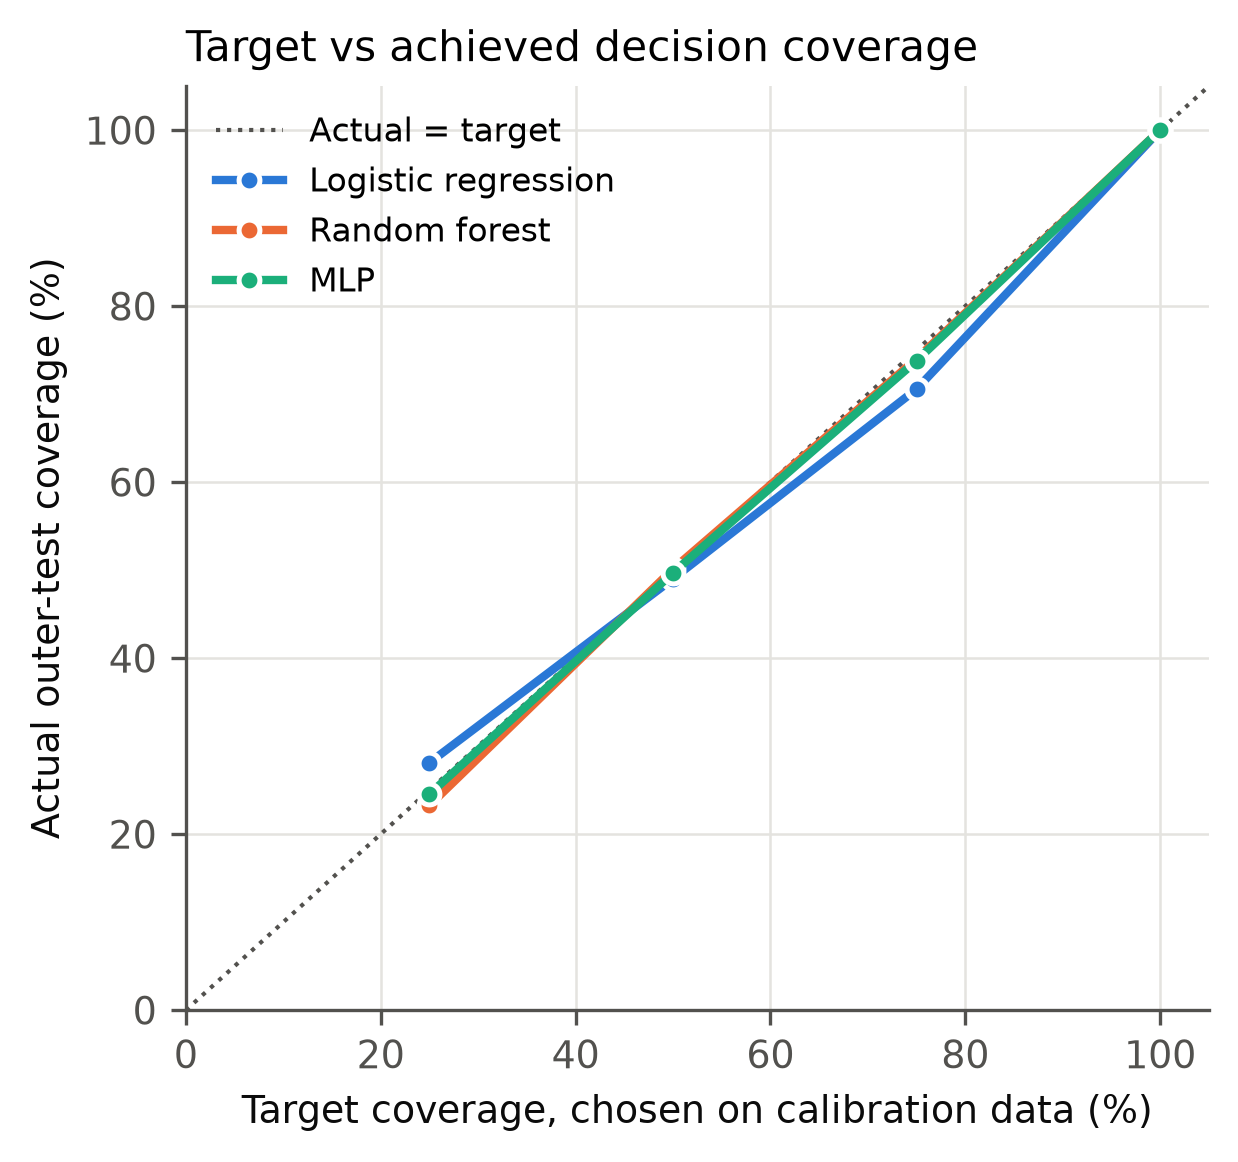 Target vs achieved decision coverage
Actual = target
Logistic regression
Random forest
MLP
Actual outer-test coverage (%)
100
80
60
40
20
0
0 20 40 60 80 100
Target coverage, chosen on calibration data (%)